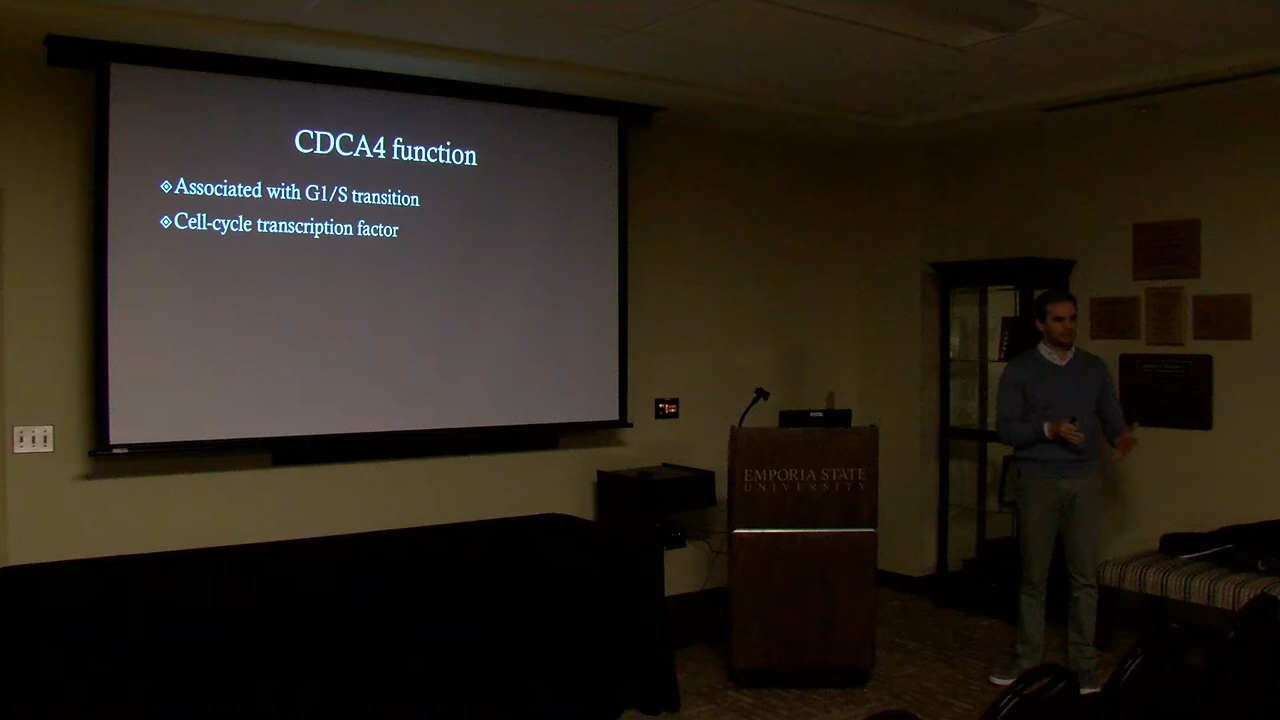 CDCA4 function
Associated with G1/S transition
Cell-cycle transcription factor
EMPORIA STATE
UNIVERSITY